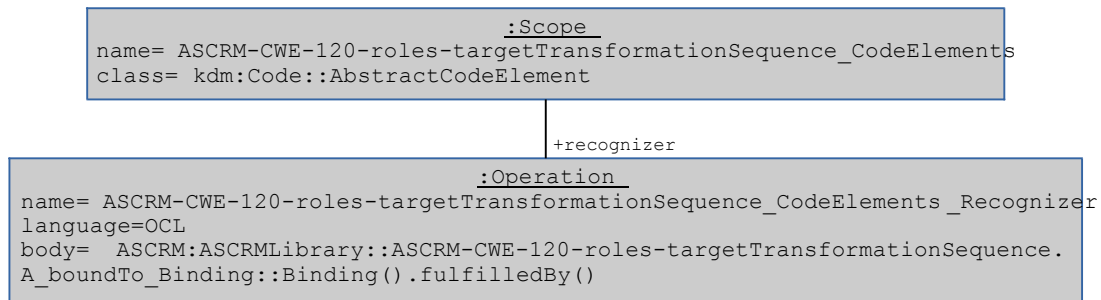 :Scope
name= ASCRM-CWE-120-roles-targetTransformationSequence_CodeElements
class= kdm:Code::AbstractCodeElement
+recognizer
:Operation
name= ASCRM-CWE-120-roles-targetTransformationSequence_CodeElements _Recognizer
language=OCL
body=  ASCRM:ASCRMLibrary::ASCRM-CWE-120-roles-targetTransformationSequence.
A_boundTo_Binding::Binding().fulfilledBy()